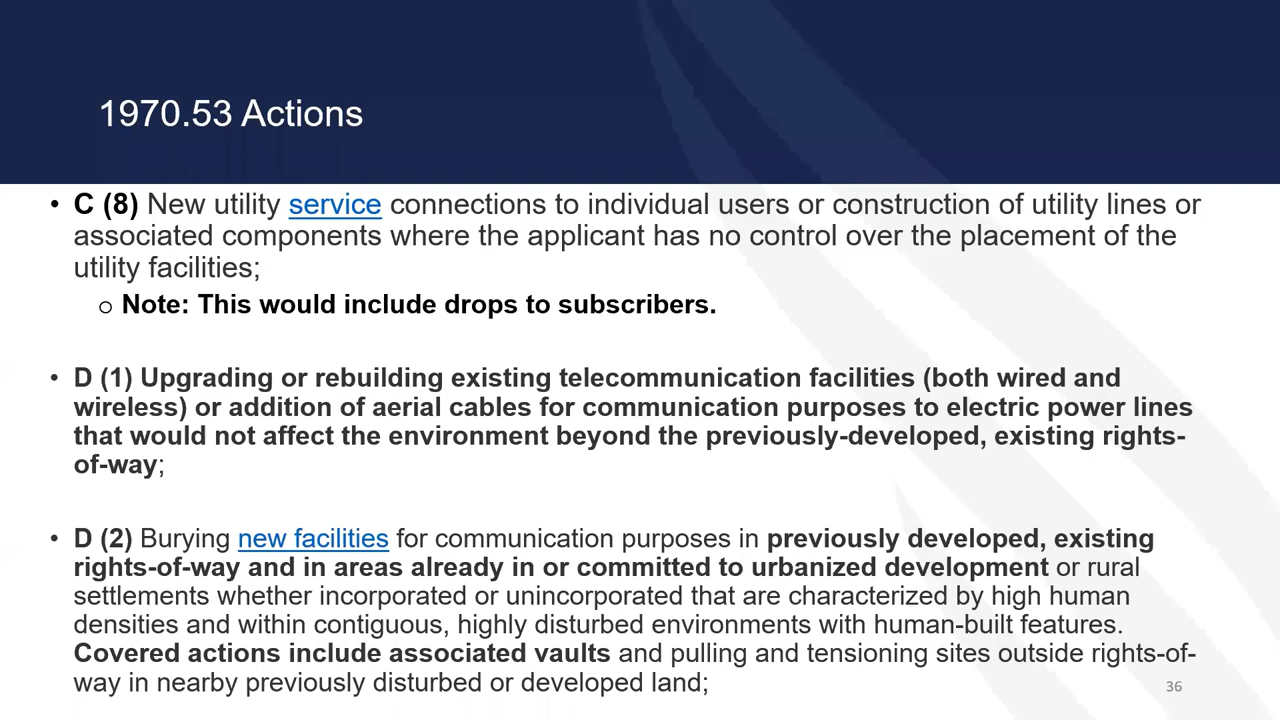 1970.53 Actions
• C (8) New utility service connections to individual users or construction of utility lines or
associated components where the applicant has no control over the placement of the
utility facilities;
o Note: This would include drops to subscribers.
• D (1) Upgrading or rebuilding existing telecommunication facilities (both wired and
wireless) or addition of aerial cables for communication purposes to electric power lines
that would not affect the environment beyond the previously-developed, existing rights-
of-way;
• D (2) Burying new facilities for communication purposes in previously developed, existing
rights-of-way and in areas already in or committed to urbanized development or rural
settlements whether incorporated or unincorporated that are characterized by high human
densities and within contiguous, highly disturbed environments with human-built features.
Covered actions include associated vaults and pulling and tensioning sites outside rights-of-
way in nearby previously disturbed or developed land;
36